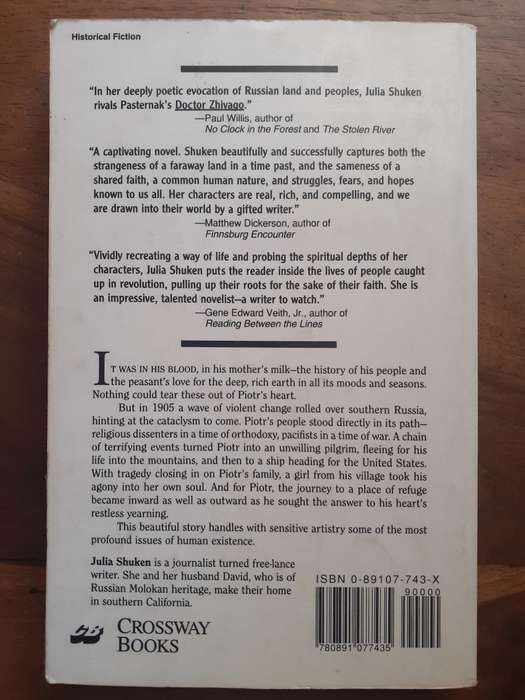 Historical Fiction
“In her deeply poetic evocation of Russian land and peoples, Julia Shuken
rivals Pasternak’s Doctor Zhivago.”
—Paul Willis, author of
No Clock in the Forest and The Stolen River
“A captivating novel. Shuken beautifully and successfully captures both the
strangeness of a faraway land in a time past, and the sameness of a
shared faith, a common human nature, and struggles, fears, and hopes
known to us all. Her characters are real, rich, and compelling, and we
are drawn into their world by a gifted writer.”
—Matthew Dickerson, author of
Finnsburg Encounter
“Vividly recreating a way of life and probing the spiritual depths of her
characters, Julia Shuken puts the reader inside the lives of people caught
up in revolution, pulling up their roots for the sake of their faith. She is
an impressive, talented novelist—a writer to watch.”
—Gene Edward Veith, Jr., author of
Reading Between the Lines
IT WAS IN HIS BLOOD, in his mother’s milk—the history of his people and
the peasant’s love for the deep, rich earth in all its moods and seasons.
Nothing could tear these out of Piotr’s heart.
But in 1905 a wave of violent change rolled over southern Russia,
hinting at the cataclysm to come. Piotr’s people stood directly in its path—
religious dissenters in a time of orthodoxy, pacifists in a time of war. A chain
of terrifying events turned Piotr into an unwilling pilgrim, fleeing for his
life into the mountains, and then to a ship heading for the United States.
With tragedy closing in on Piotr’s family, a girl from his village took his
agony into her own soul. And for Piotr, the journey to a place of refuge
became inward as well as outward as he sought the answer to his heart’s
restless yearning.
This beautiful story handles with sensitive artistry some of the most
profound issues of human existence.
Julia Shuken is a journalist turned free-lance
writer. She and her husband David, who is of
Russian Molokan heritage, make their home
in southern California.
CROSSWAY
BOOKS
ISBN 0-89107-743-X
90000
9780891077435